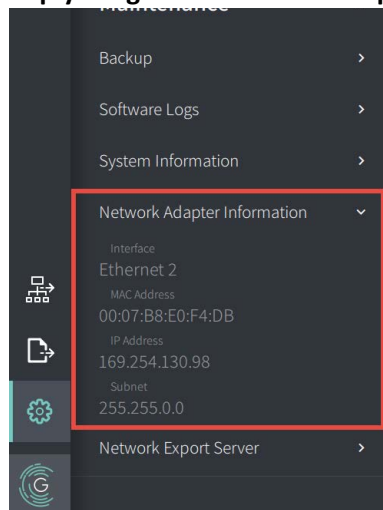 Maintenance
Backup
Software Logs
System Information
Network Adapter Information
Interface
Ethernet 2
MAC Address
00:07:B8:E0:F4:DB
IP Address
169.254.130.98
Subnet
255.255.0.0
Network Export Server
G